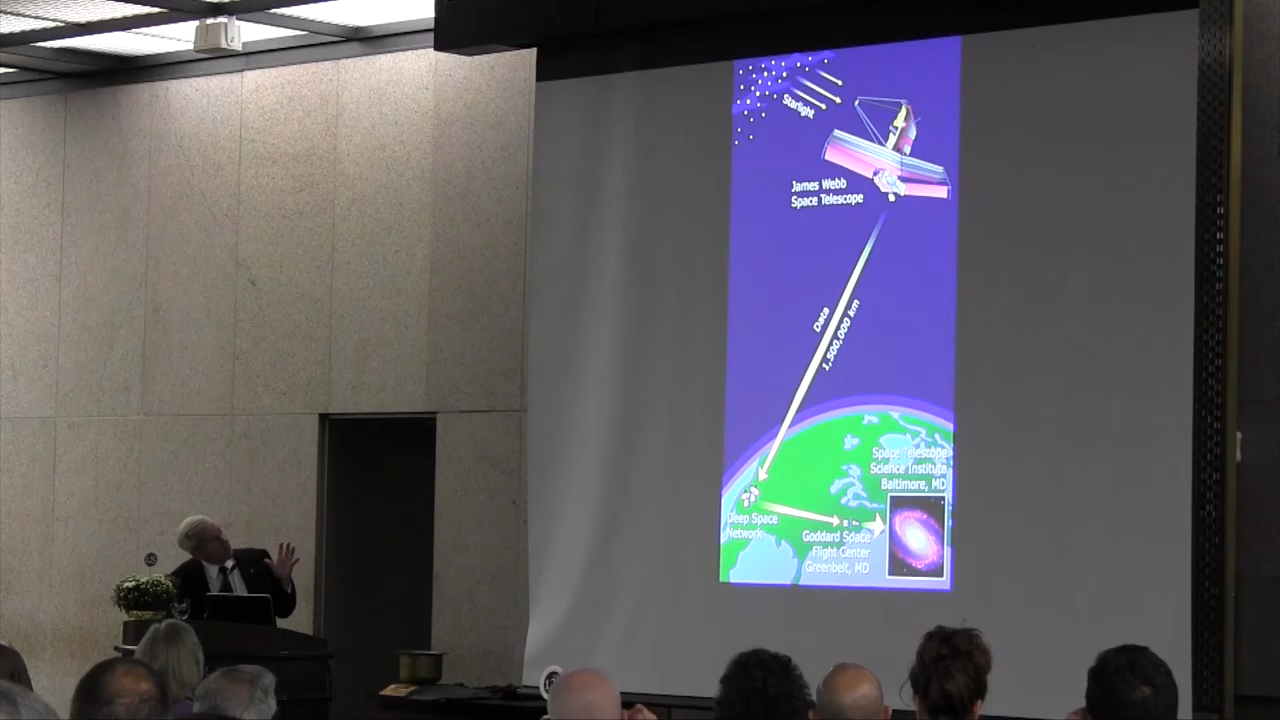 Starlight
James Webb
Space Telescope
Data
1,500,000 km
Space Telescope
Science Institute
Baltimore, MD
Deep Space
Network
Goddard Space
Flight Center
Greenbelt, MD